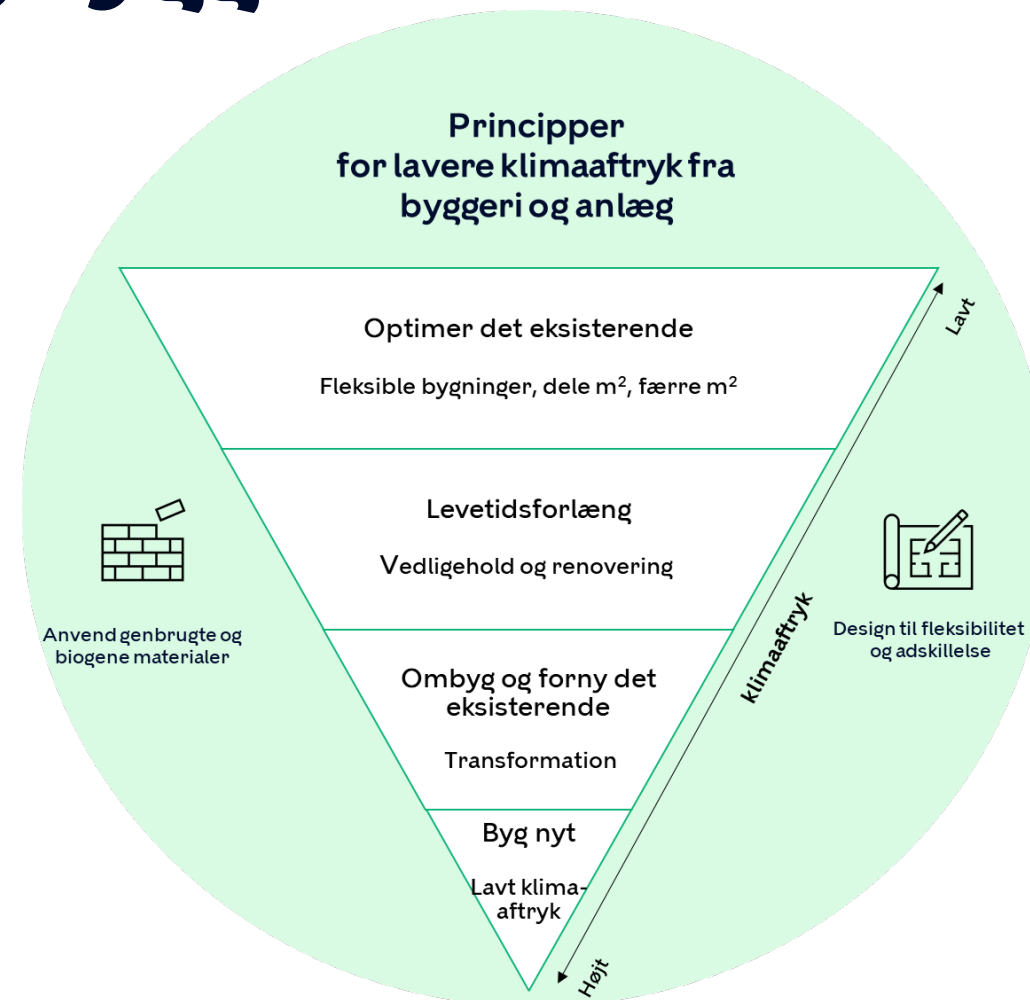 Principper
for lavere klimaaftryk fra
byggeri og anlæg
Optimer det eksisterende
Fleksible bygninger, dele m², færre m²
Lavt
Levetidsforlæng
Vedligehold og renovering
Anvend genbrugte og
biogene materialer
klimaaftryk
Design til fleksibilitet
og adskillelse
Ombyg og forny det
eksisterende
Transformation
Byg nyt
Lavt klima-
aftryk
Højt